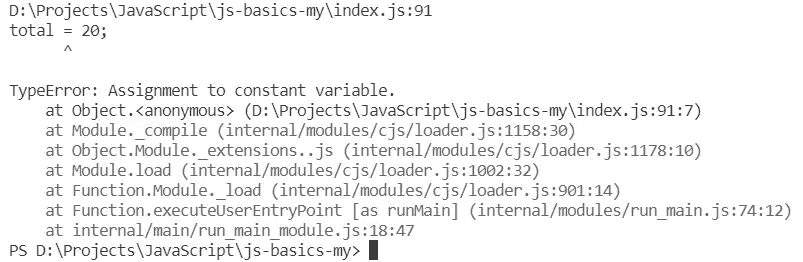 D:\Projects\JavaScript\js-basics-my\index.js:91
total = 20;
      ^
TypeError: Assignment to constant variable.
    at Object.<anonymous> (D:\Projects\JavaScript\js-basics-my\index.js:91:7)
    at Module._compile (internal/modules/cjs/loader.js:1158:30)
    at Object.Module._extensions..js (internal/modules/cjs/loader.js:1178:10)
    at Module.load (internal/modules/cjs/loader.js:1002:32)
    at Function.Module._load (internal/modules/cjs/loader.js:901:14)
    at Function.executeUserEntryPoint [as runMain] (internal/modules/run_main.js:74:12)
    at internal/main/run_main_module.js:18:47
PS D:\Projects\JavaScript\js-basics-my>